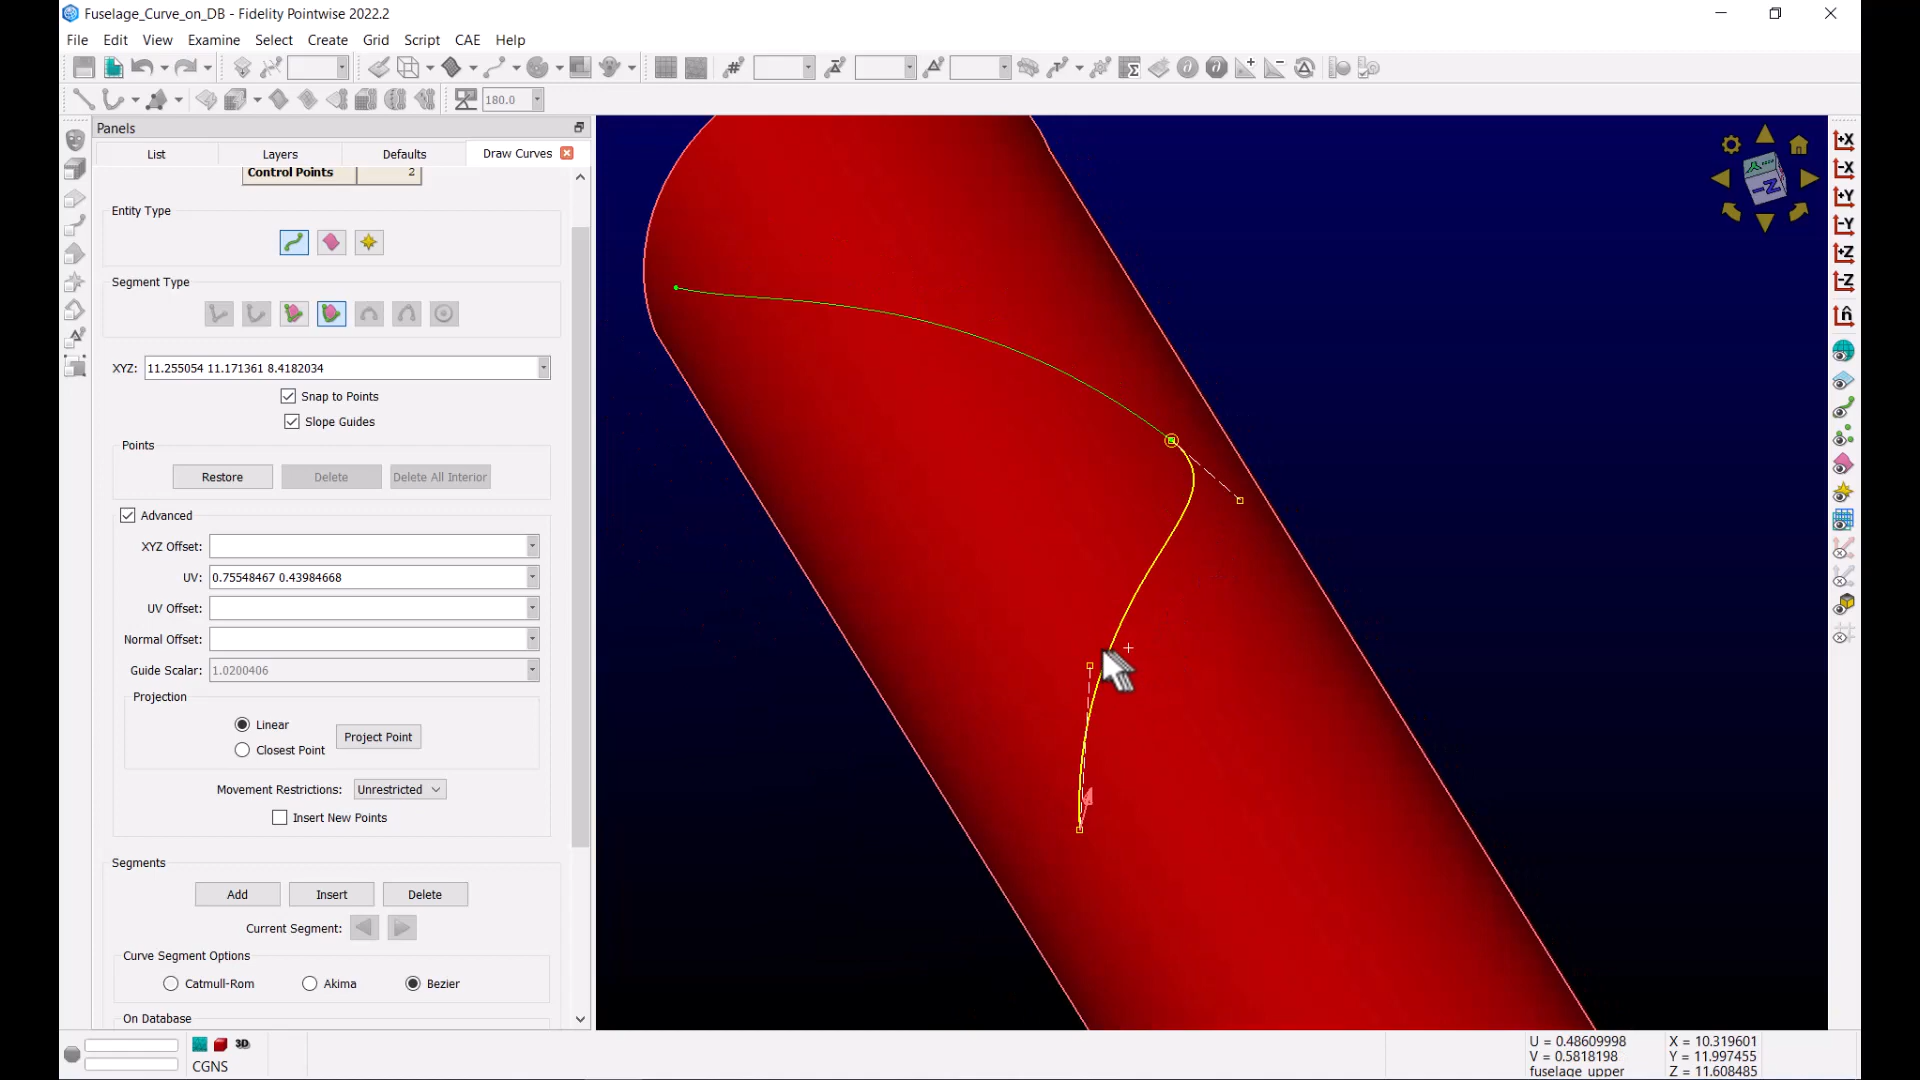 Fuselage_Curve_on_DB - Fidelity Pointwise 2022.2
File Edit View Examine Select Create Grid Script CAE Help
180.0
Panels
List Layers Defaults Draw Curves
Control Points 2
Entity Type
Segment Type
XYZ: 11.255054 11.171361 8.4182034
Snap to Points
Slope Guides
Points
Restore Delete Delete All Interior
Advanced
XYZ Offset:
UV: 0.75548467 0.43984668
UV Offset:
Normal Offset:
Guide Scalar: 1.0200406
Projection
Linear
Project Point
Closest Point
Movement Restrictions: Unrestricted
Insert New Points
Segments
Add Insert Delete
Current Segment:
Curve Segment Options
Catmull-Rom Akima Bezier
On Database
3D
CGNS
U = 0.48609998 X = 10.319601
V = 0.5818198 Y = 11.997455
fuselage upper Z = 11.608485
-Z
+X
-X
+Y
-Y
+Z
-Z
n̂